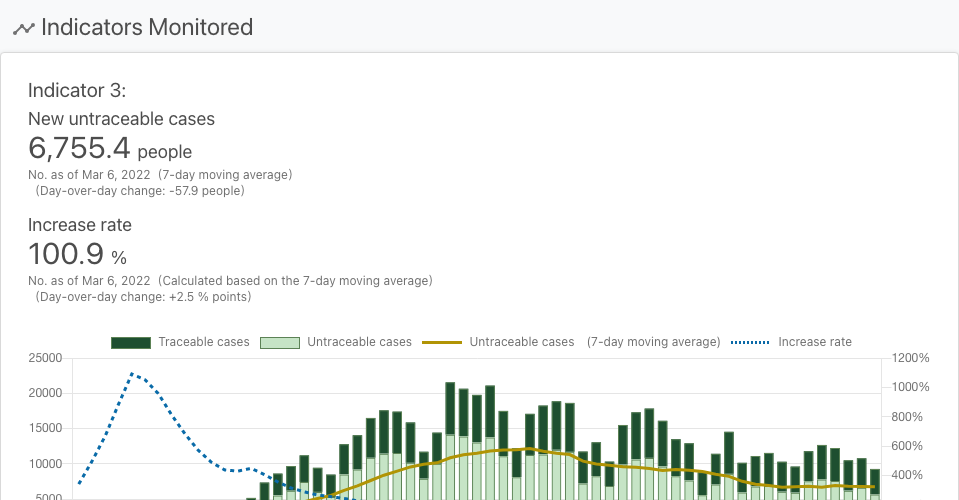 Indicators Monitored
Indicator 3:
New untraceable cases
6,755.4 people
No. as of Mar 6, 2022 (7-day moving average)
(Day-over-day change: -57.9 people)
Increase rate
100.9 %
No. as of Mar 6, 2022 (Calculated based on the 7-day moving average)
(Day-over-day change: +2.5 % points)
Traceable cases Untraceable cases Untraceable cases (7-day moving average) Increase rate
25000 1200%
20000 1000%
15000 800%
10000 600%
5000 400%